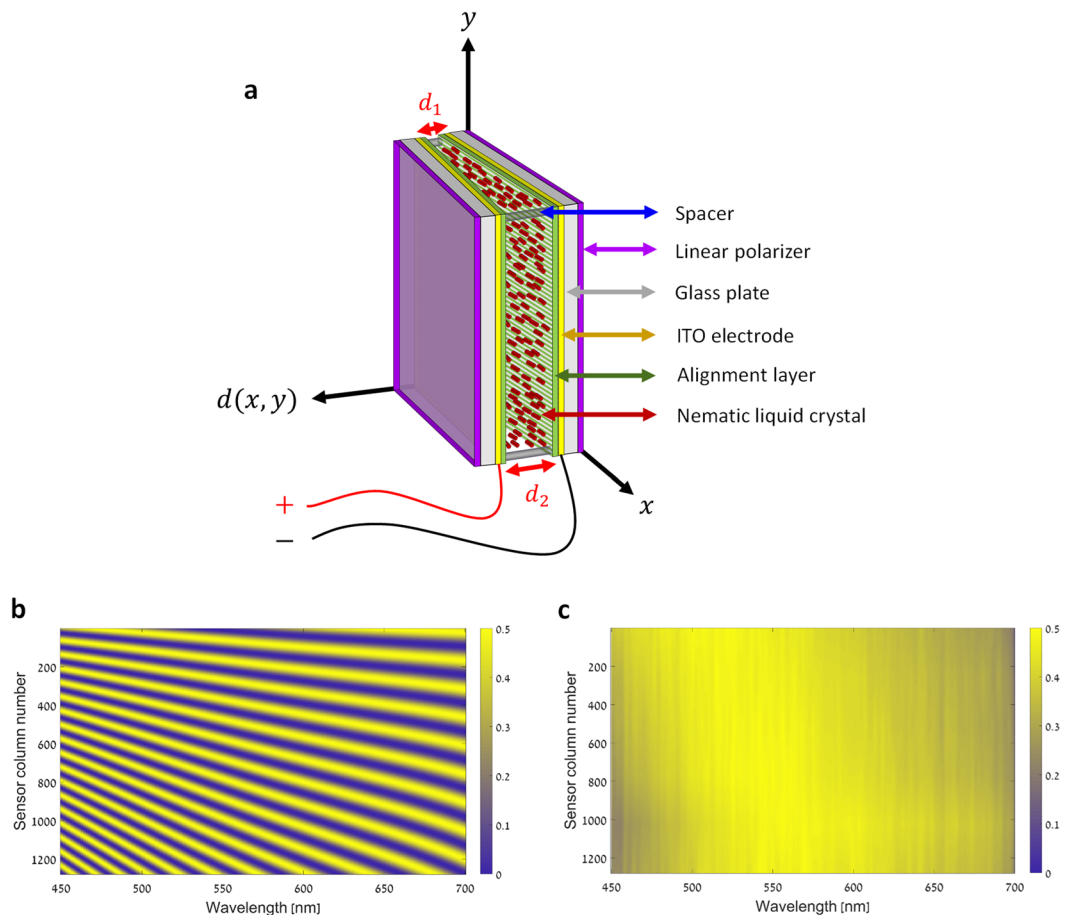 a
y
d₁
Spacer
Linear polarizer
Glass plate
ITO electrode
Alignment layer
Nematic liquid crystal
d(x, y)
d₂
x
+
−
b
Sensor column number
200
400
600
800
1000
1200
450 500 550 600 650 700
Wavelength [nm]
0.5
0.4
0.3
0.2
0.1
0
c
Sensor column number
200
400
600
800
1000
1200
450 500 550 600 650 700
Wavelength [nm]
0.5
0.4
0.3
0.2
0.1
0